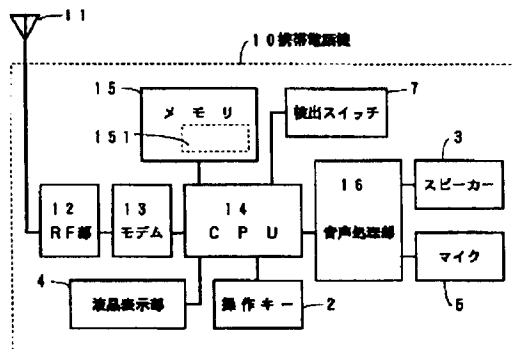 11
10携帯電話機
15
メモリ
151
7
検出スイッチ
3
スピーカー
12
RF部
13
モデム
14
CPU
16
音声処理部
マイク
5
4
液晶表示部
操作キー
2